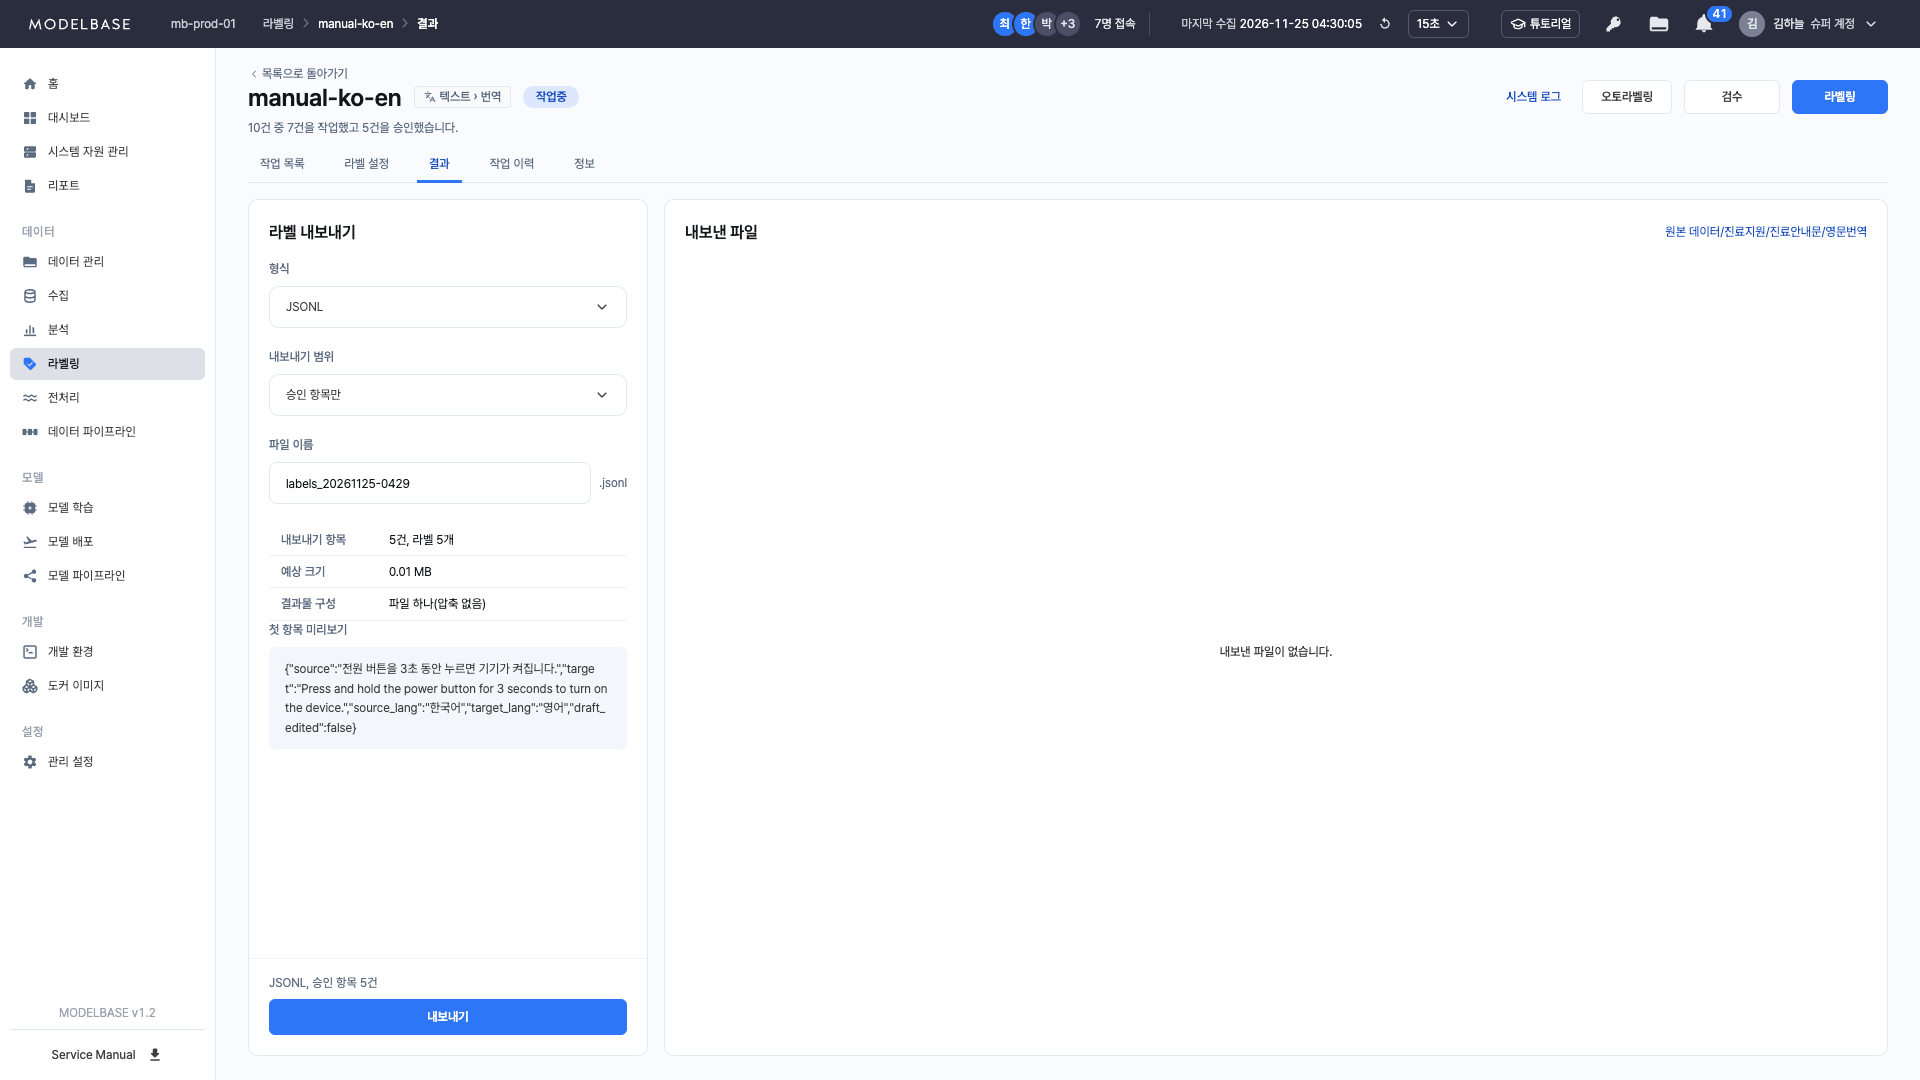 MODELBASE
mb-prod-01
라벨링
manual-ko-en
결과
최
한
박
+3
7명 접속
마지막 수집 2026-11-25 04:30:05
15초
튜토리얼
41
김
김하늘 슈퍼 계정
홈
대시보드
시스템 자원 관리
리포트
데이터
데이터 관리
수집
분석
라벨링
전처리
데이터 파이프라인
모델
모델 학습
모델 배포
모델 파이프라인
개발
개발 환경
도커 이미지
설정
관리 설정
MODELBASE v1.2
Service Manual
목록으로 돌아가기
manual-ko-en
텍스트 › 번역
작업중
10건 중 7건을 작업했고 5건을 승인했습니다.
시스템 로그
오토라벨링
검수
라벨링
작업 목록
라벨 설정
결과
작업 이력
정보
라벨 내보내기
형식
JSONL
내보내기 범위
승인 항목만
파일 이름
labels_20261125-0429
.jsonl
내보내기 항목 5건, 라벨 5개
예상 크기 0.01 MB
결과물 구성 파일 하나(압축 없음)
첫 항목 미리보기
{"source":"전원 버튼을 3초 동안 누르면 기기가 켜집니다.","targe
t":"Press and hold the power button for 3 seconds to turn on
the device.","source_lang":"한국어","target_lang":"영어","draft_
edited":false}
JSONL, 승인 항목 5건
내보내기
내보낸 파일
원본 데이터/진료지원/진료안내문/영문번역
내보낸 파일이 없습니다.